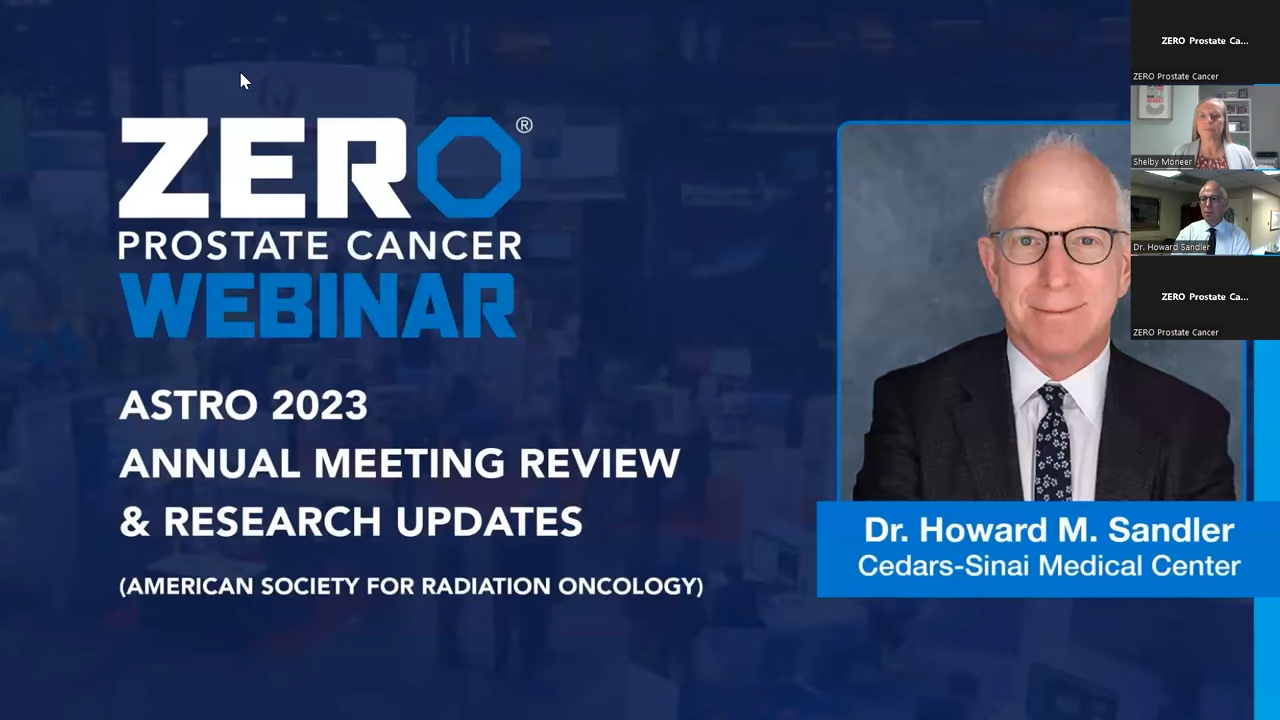 ZERO®
PROSTATE CANCER
WEBINAR
ASTRO 2023
ANNUAL MEETING REVIEW
& RESEARCH UPDATES
(AMERICAN SOCIETY FOR RADIATION ONCOLOGY)
Dr. Howard M. Sandler
Cedars-Sinai Medical Center
ZERO Prostate Ca...
ZERO Prostate Cancer
Shelby Moneer
Dr. Howard Sandler
ZERO Prostate Ca...
ZERO Prostate Cancer